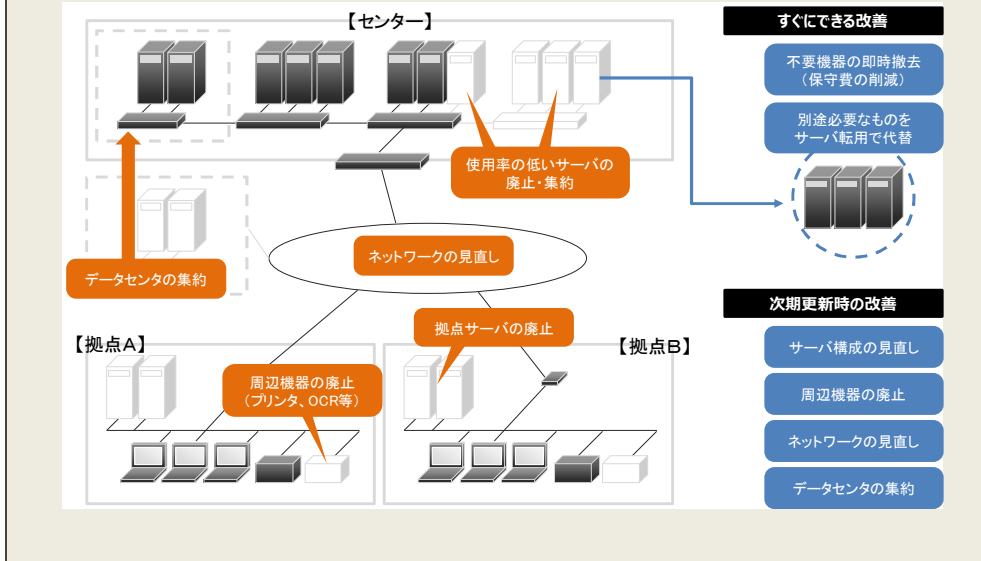 【センター】
使用率の低いサーバの
廃止・集約
ネットワークの見直し
データセンタの集約
【拠点A】
周辺機器の廃止
（プリンタ、OCR等）
拠点サーバの廃止
【拠点B】
すぐにできる改善
不要機器の即時撤去
（保守費の削減）
別途必要なものを
サーバ転用で代替
次期更新時の改善
サーバ構成の見直し
周辺機器の廃止
ネットワークの見直し
データセンタの集約